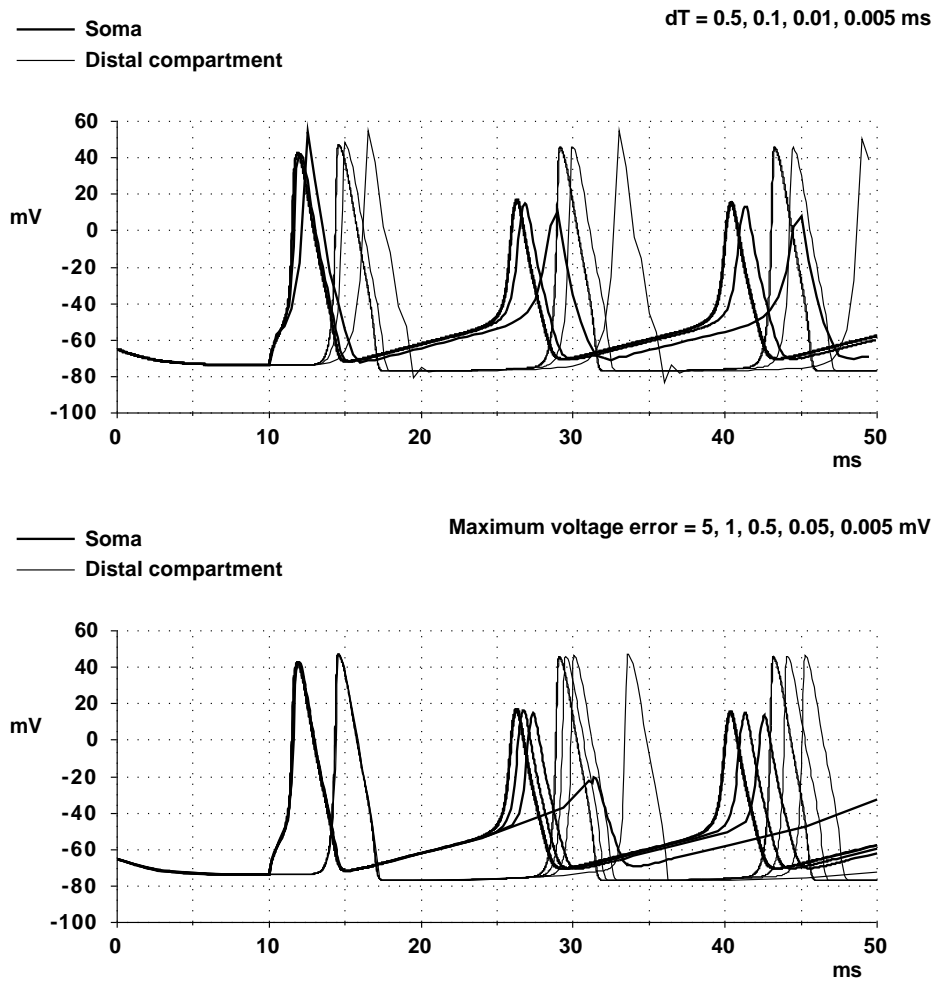 dT = 0.5, 0.1, 0.01, 0.005 ms
Soma
Distal compartment
60
40
20
mV
0
-20
-40
-60
-80
-100
0 10 20 30 40 50
ms
Maximum voltage error = 5, 1, 0.5, 0.05, 0.005 mV
Soma
Distal compartment
60
40
20
mV
0
-20
-40
-60
-80
-100
0 10 20 30 40 50
ms